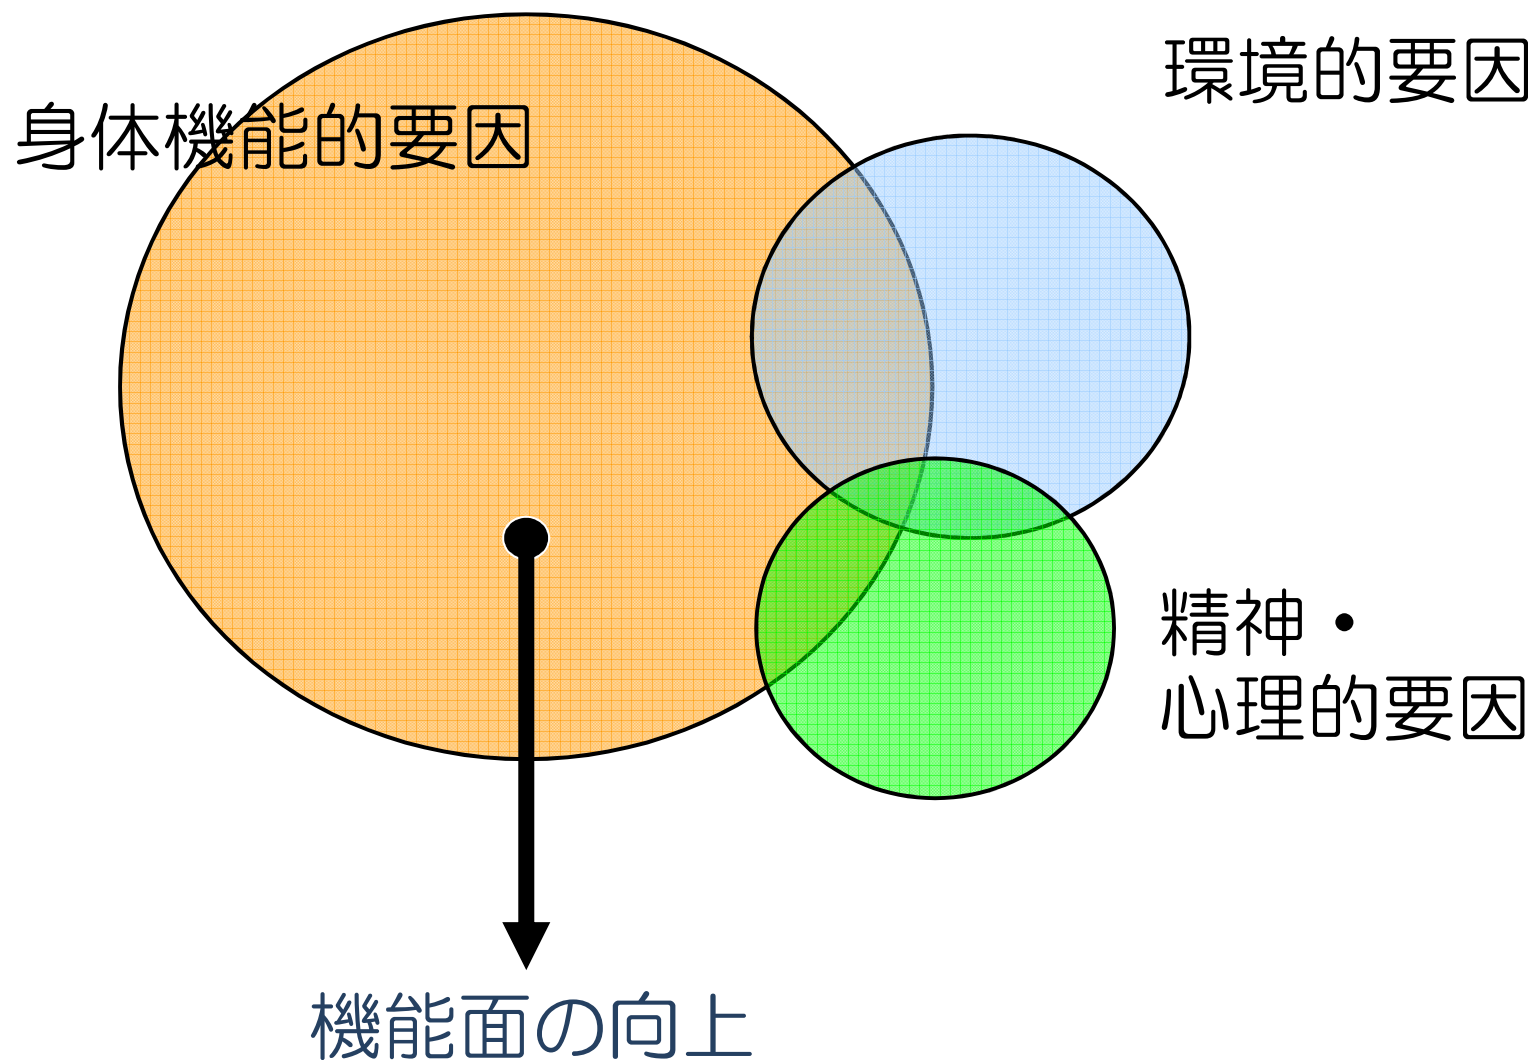 環境的要因
身体機能的要因
精神・
心理的要因
機能面の向上